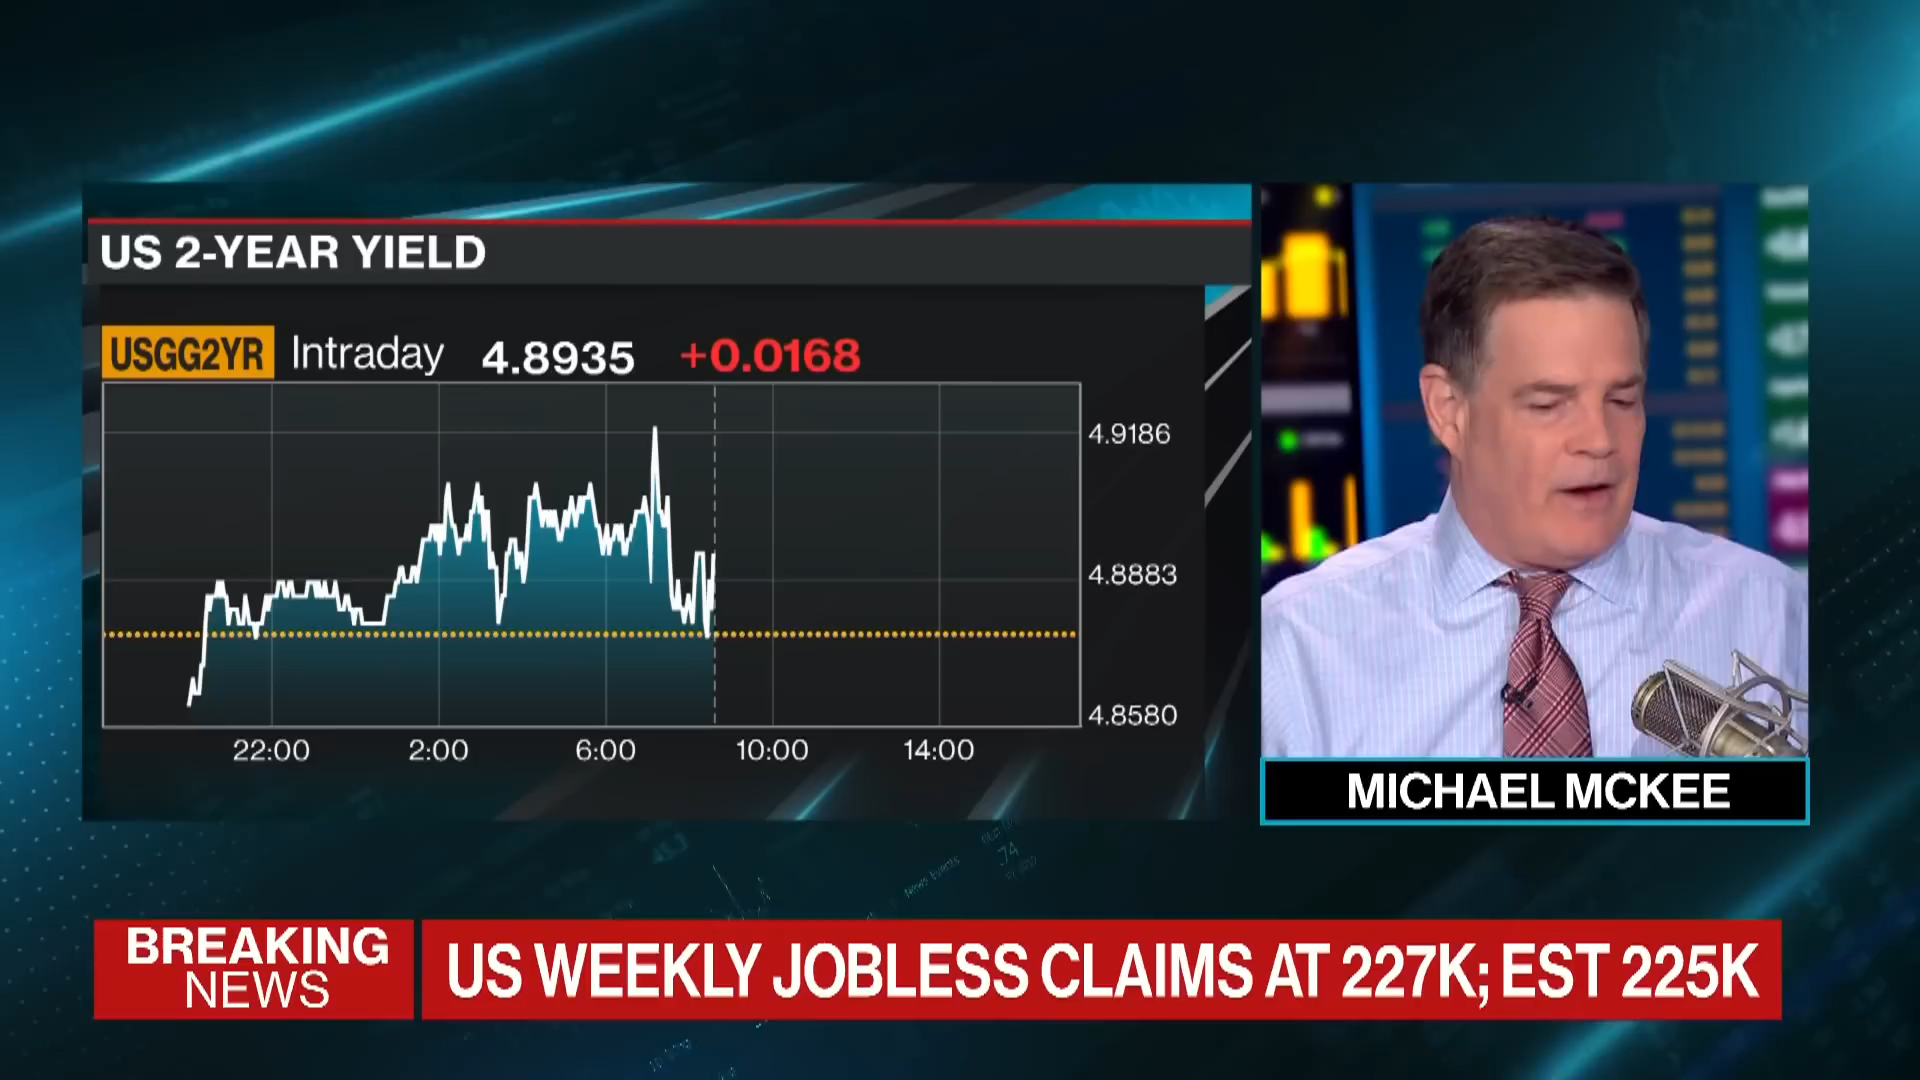 US 2-YEAR YIELD
USGG2YR Intraday 4.8935 +0.0168
4.9186
4.8883
4.8580
22:00 2:00 6:00 10:00 14:00
MICHAEL MCKEE
BREAKING
NEWS
US WEEKLY JOBLESS CLAIMS AT 227K; EST 225K